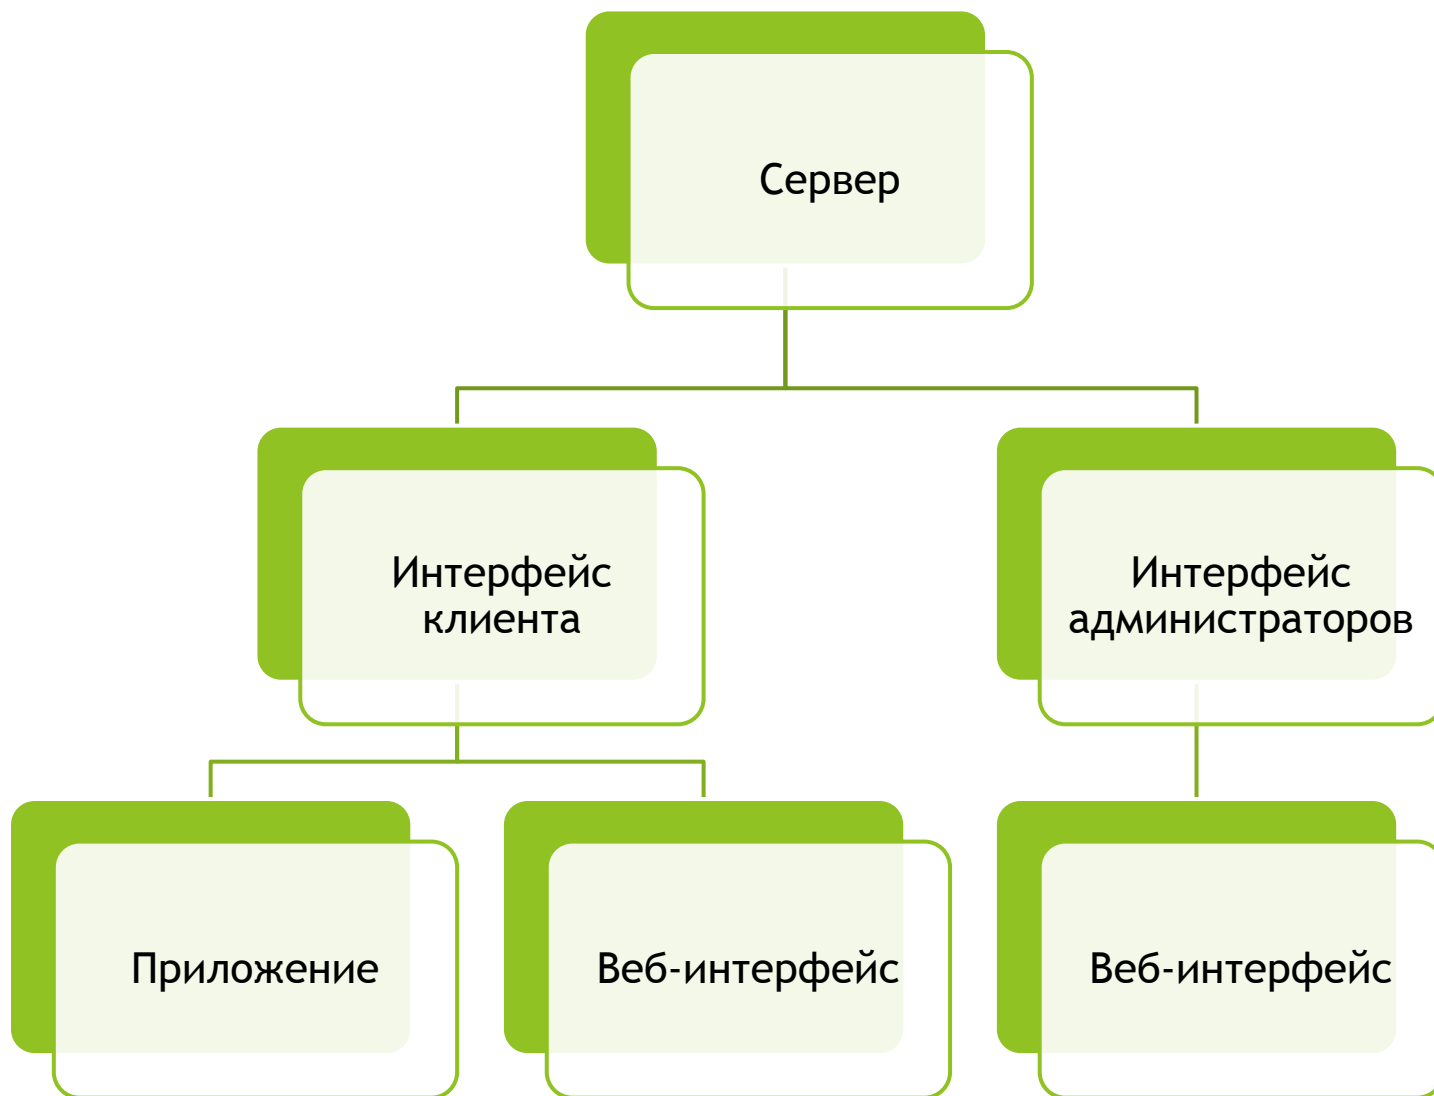 Сервер
Интерфейс
клиента
Интерфейс
администраторов
Приложение
Веб-интерфейс
Веб-интерфейс